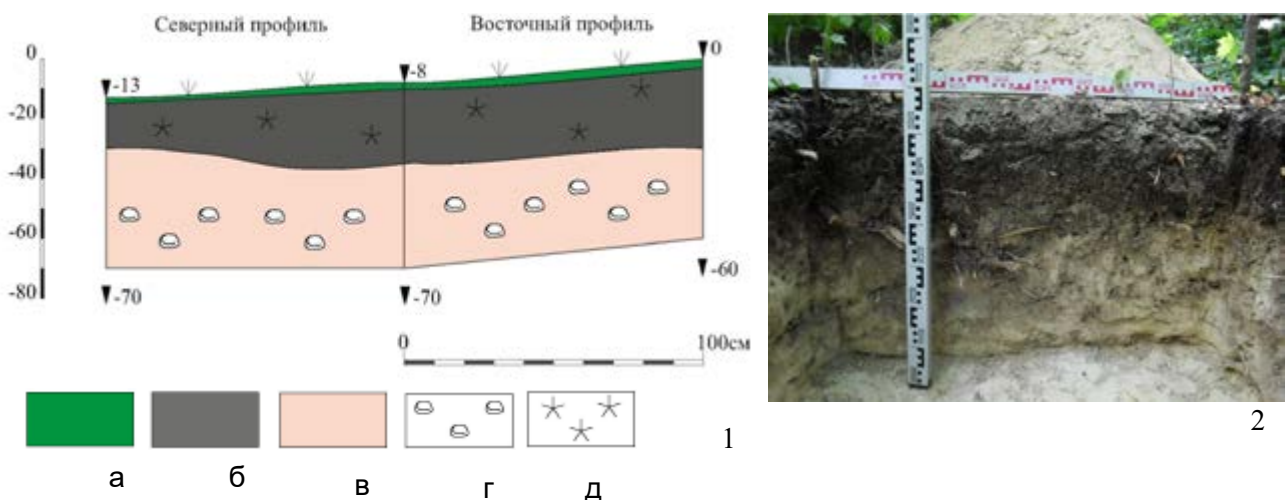 Северный профиль
Восточный профиль
0
-20
-40
-60
-80
-13
-8
0
-70
-70
-60
0
100см
а
б
в
г
д
1
2